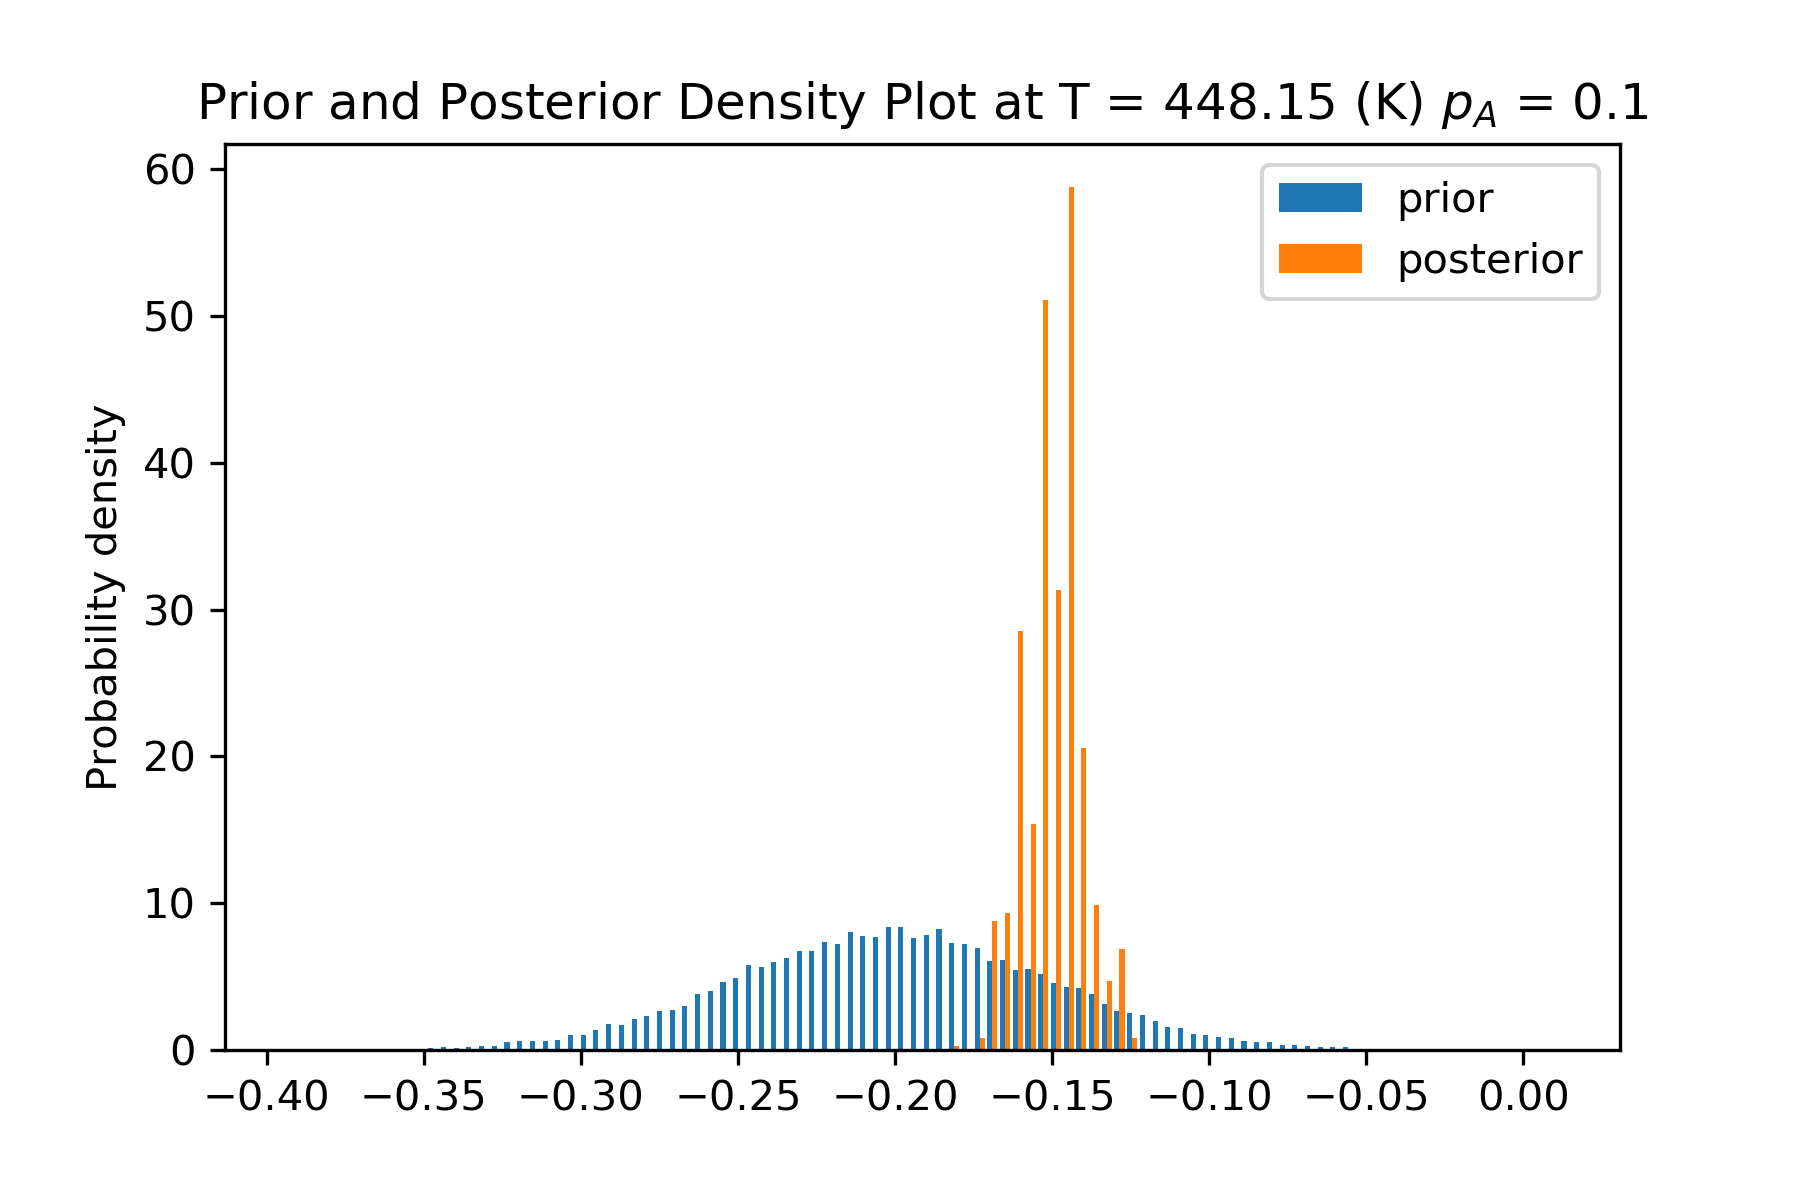 Prior and Posterior Density Plot at T = 448.15 (K) p_A = 0.1
prior
posterior
Probability density
60
50
40
30
20
10
0
−0.40 −0.35 −0.30 −0.25 −0.20 −0.15 −0.10 −0.05 0.00